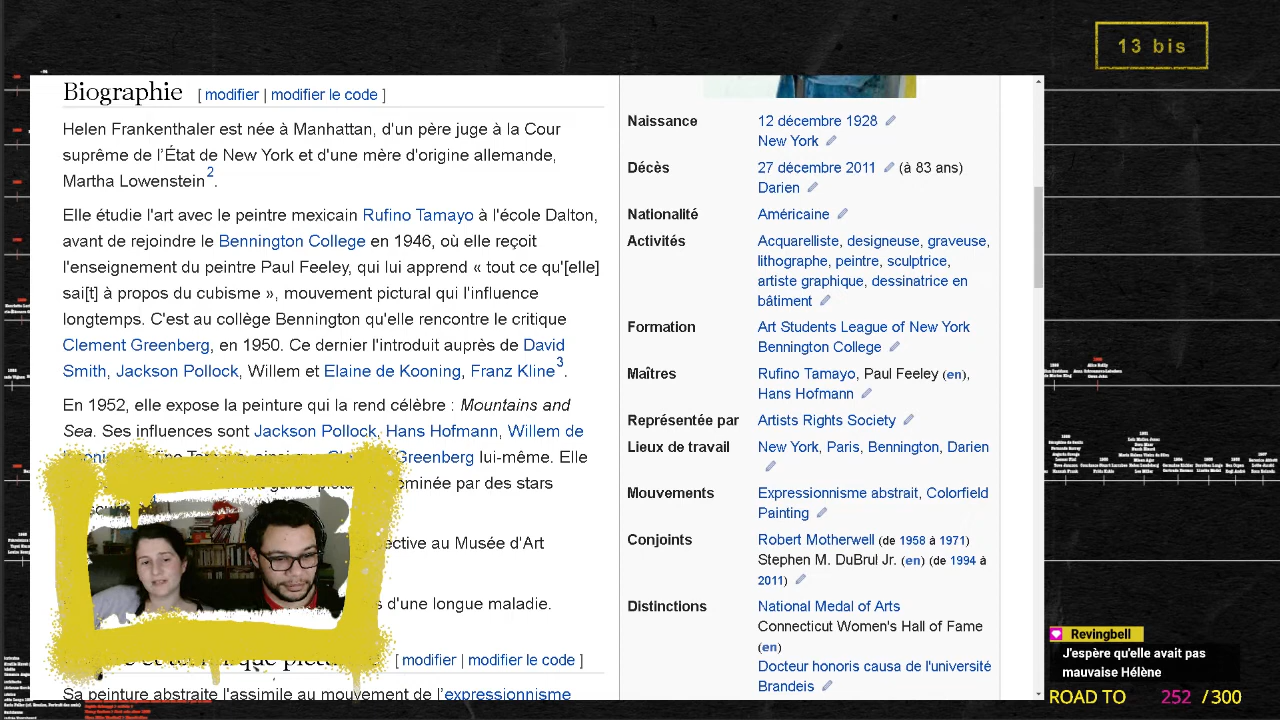 13 bis
Biographie [ modifier | modifier le code ]
Helen Frankenthaler est née à Manhattan, d'un père juge à la Cour
suprême de l'État de New York et d'une mère d'origine allemande,
Martha Lowenstein2.
Elle étudie l'art avec le peintre mexicain Rufino Tamayo à l'école Dalton,
avant de rejoindre le Bennington College en 1946, où elle reçoit
l'enseignement du peintre Paul Feeley, qui lui apprend « tout ce qu'[elle]
sai[t] à propos du cubisme », mouvement pictural qui l'influence
longtemps. C'est au collège Bennington qu'elle rencontre le critique
Clement Greenberg, en 1950. Ce dernier l'introduit auprès de David
Smith, Jackson Pollock, Willem et Elaine de Kooning, Franz Kline3.
En 1952, elle expose la peinture qui la rend célèbre : Mountains and
Sea. Ses influences sont Jackson Pollock, Hans Hofmann, Willem de
Greenberg lui-même. Elle
minée par des stars
ective au Musée d'Art
s d'une longue maladie.
[ modifier | modifier le code ]
Sa peinture abstraite l'assimile au mouvement de l'expressionnisme
Naissance 12 décembre 1928
New York
Décès 27 décembre 2011 (à 83 ans)
Darien
Nationalité Américaine
Activités Acquarelliste, designeuse, graveuse,
lithographe, peintre, sculptrice,
artiste graphique, dessinatrice en
bâtiment
Formation Art Students League of New York
Bennington College
Maîtres Rufino Tamayo, Paul Feeley (en),
Hans Hofmann
Représentée par Artists Rights Society
Lieux de travail New York, Paris, Bennington, Darien
Mouvements Expressionnisme abstrait, Colorfield
Painting
Conjoints Robert Motherwell (de 1958 à 1971)
Stephen M. DuBrul Jr. (en) (de 1994 à
2011)
Distinctions National Medal of Arts
Connecticut Women's Hall of Fame
(en)
Docteur honoris causa de l'université
Brandeis
Revingbell
J'espère qu'elle avait pas
mauvaise Hélène
ROAD TO 252 / 300